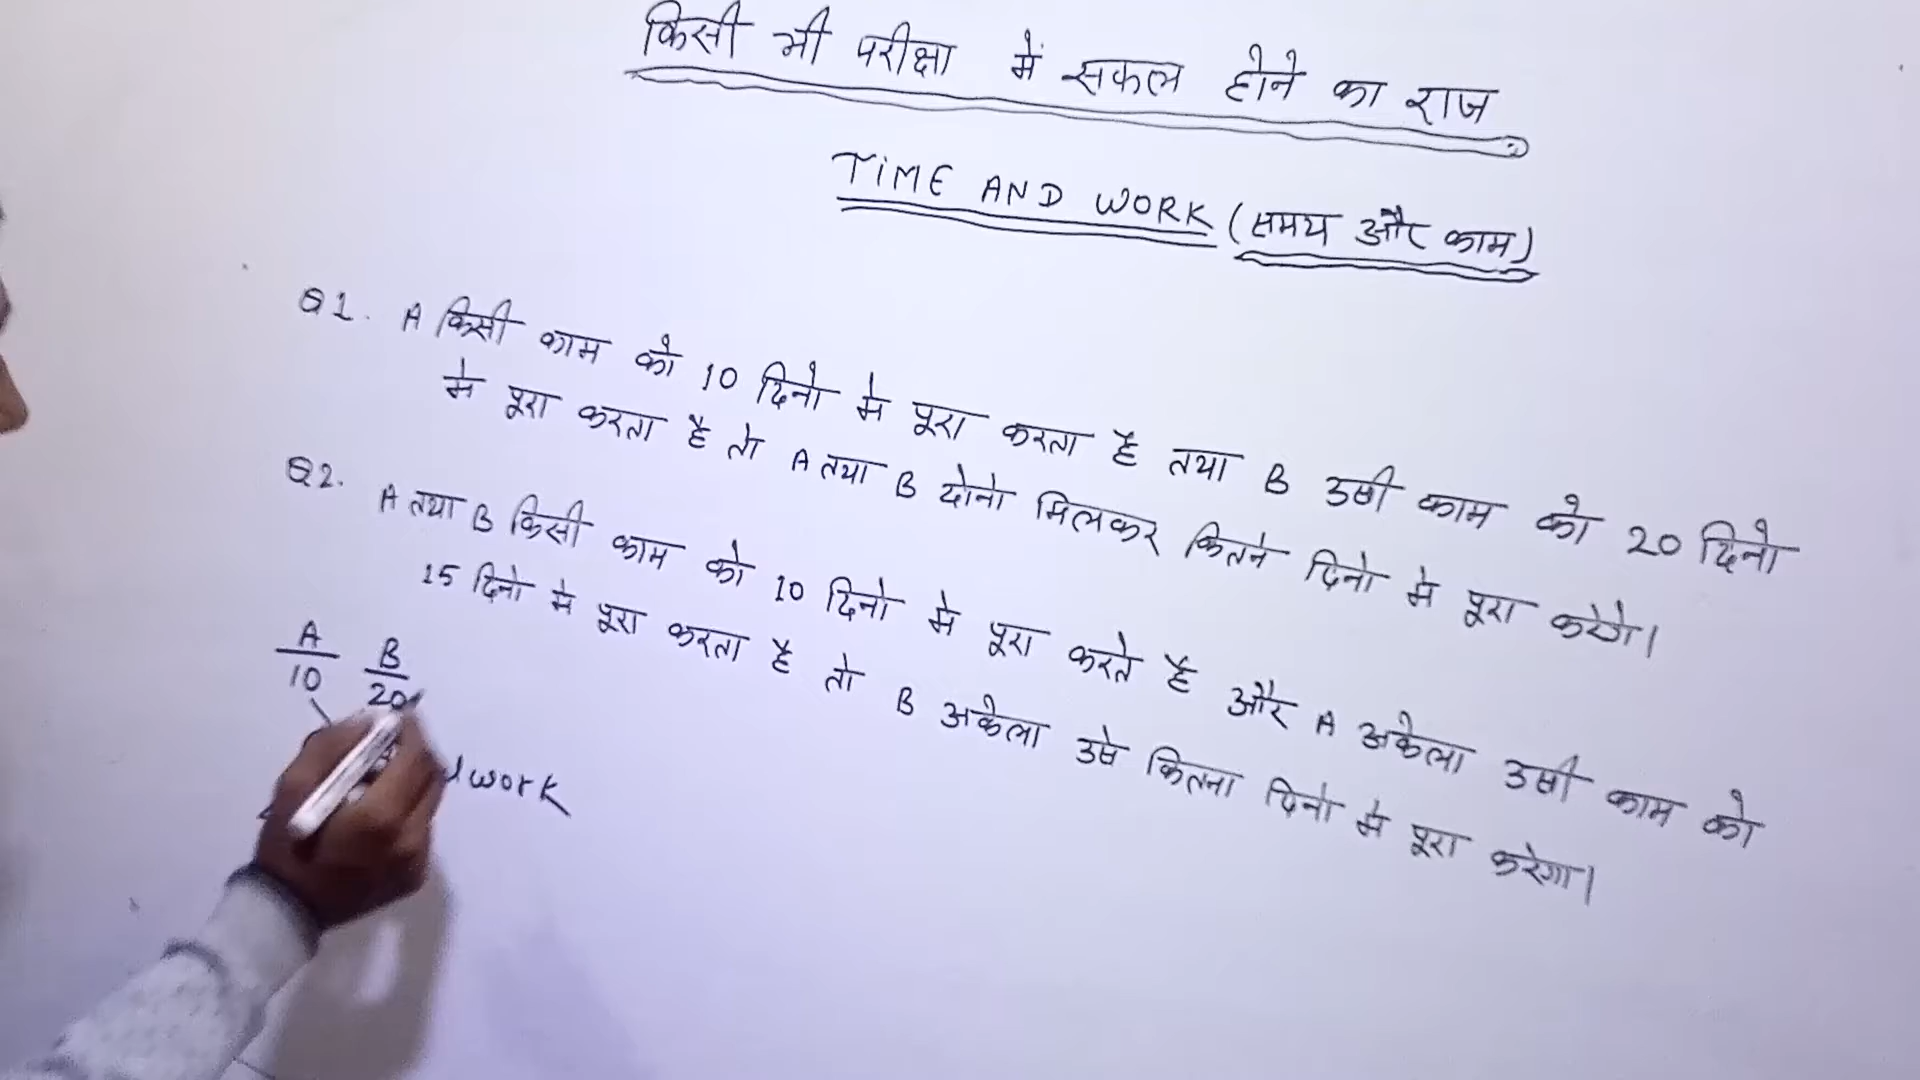 किसी भी परीक्षा में सफल होने का राज
TIME AND WORK (समय और काम)
Q1. A किसी काम को 10 दिनो मे पूरा करता है तथा B उसी काम को 20 दिनो
मे पूरा करता है तो A तथा B दोनो मिलकर कितने दिनो मे पूरा करेगे।
Q2. A तथा B किसी काम को 10 दिनो मे पूरा करते है और A अकेला उसी काम को
15 दिनो मे पूरा करता है तो B अकेला उसे कितना दिनो मे पूरा करेगा।
A B
10 20
work